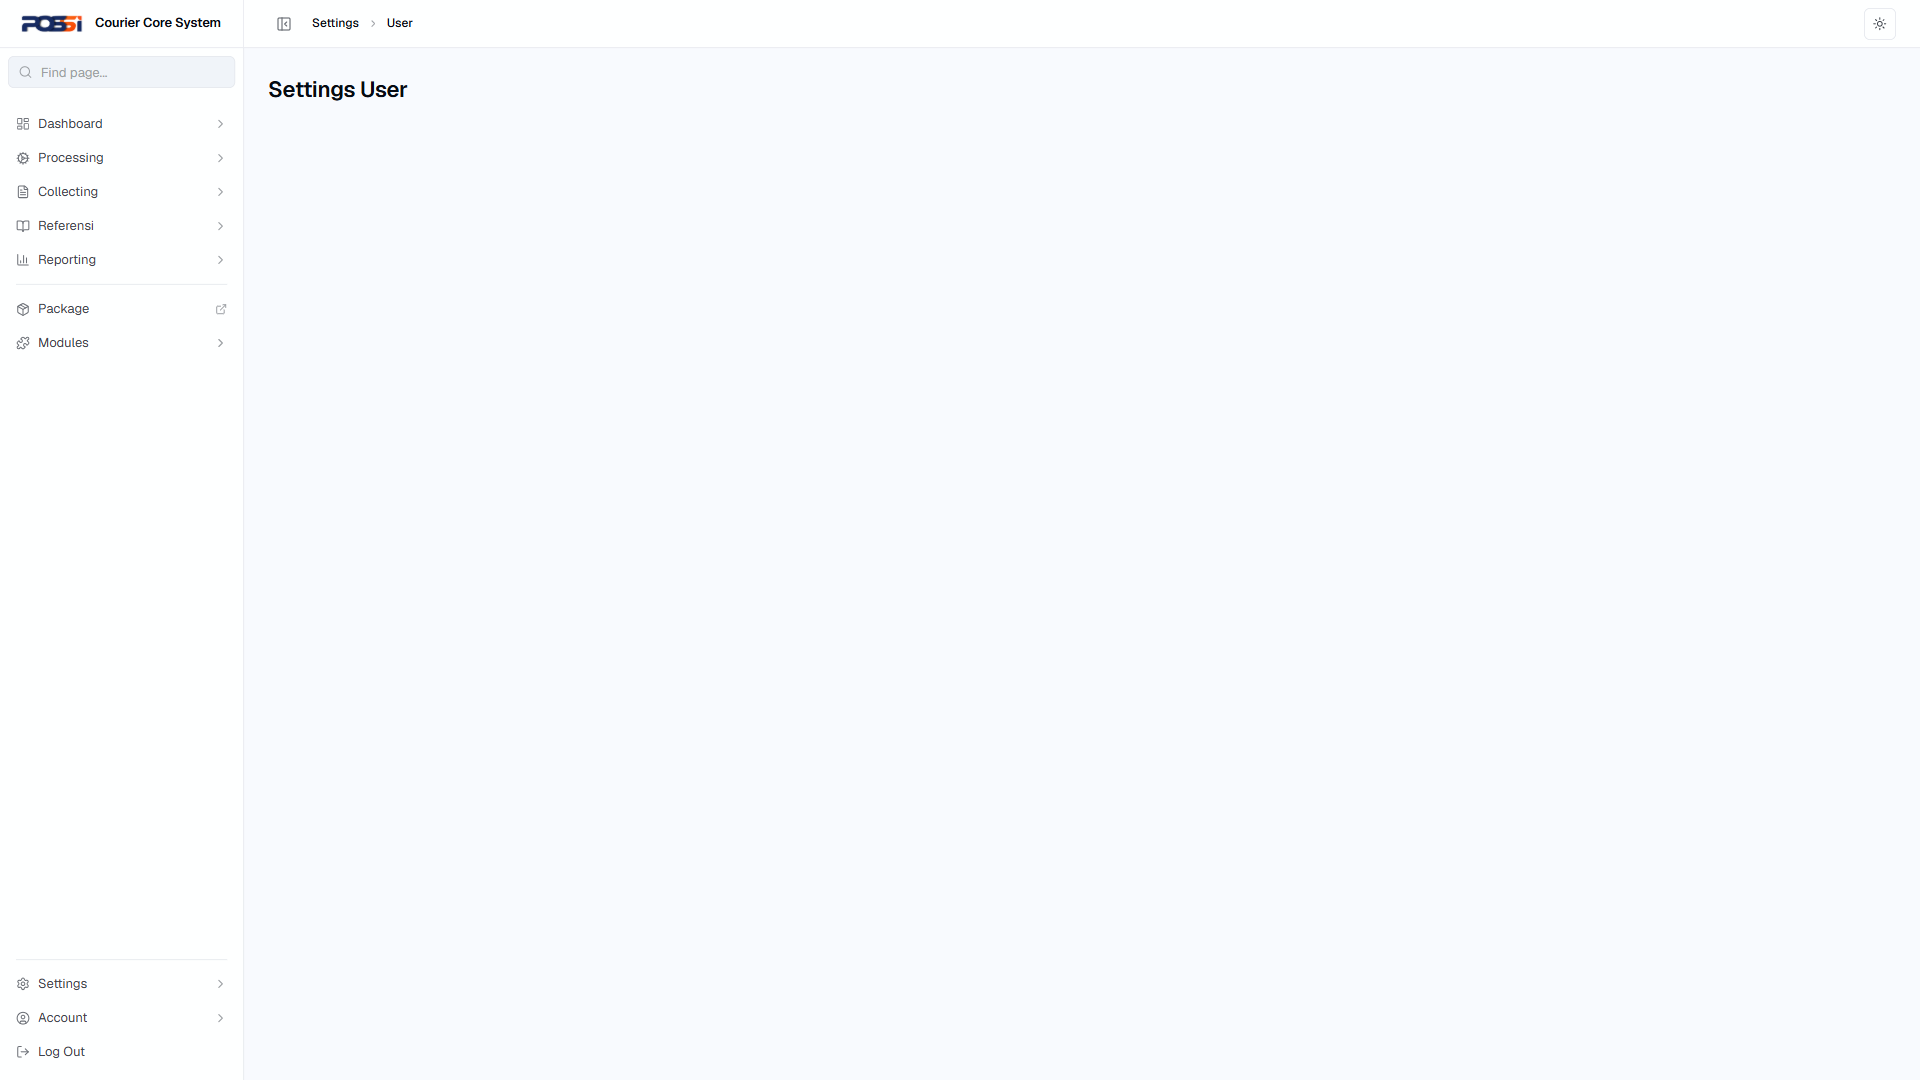 POSSi Courier Core System
Settings > User
Find page...
Settings User
Dashboard
Processing
Collecting
Referensi
Reporting
Package
Modules
Settings
Account
Log Out